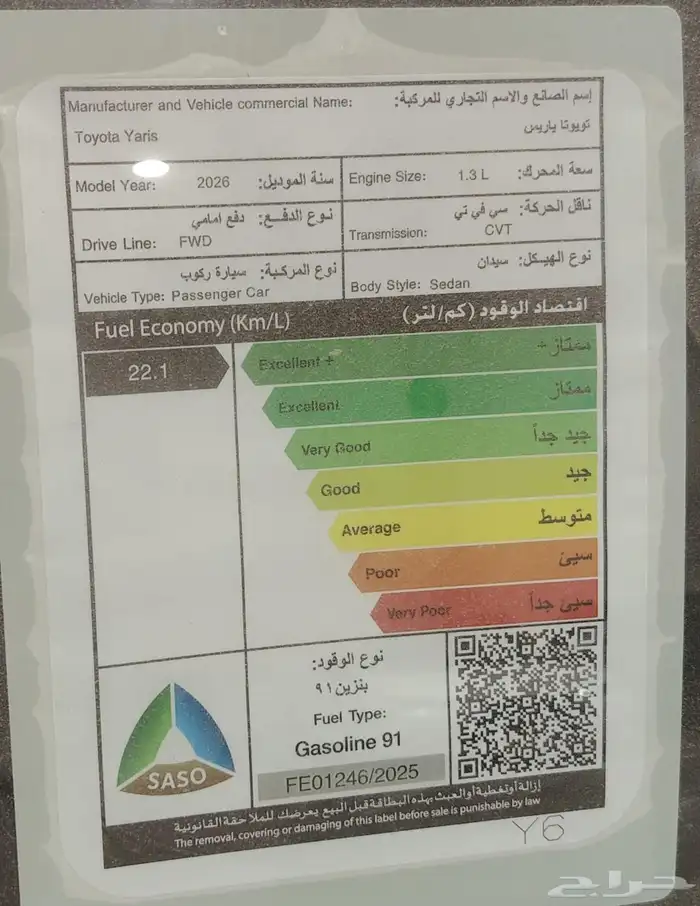 Manufacturer and Vehicle commercial Name: إسم الصانع والاسم التجاري للمركبة:
Toyota Yaris تويوتا ياريس
Model Year: 2026 سنة الموديل:
Engine Size: 1.3 L سعة المحرك:
نوع الدفع: دفع امامي
Drive Line: FWD
ناقل الحركة: سي في تي
Transmission: CVT
نوع المركبة: سيارة ركوب
Vehicle Type: Passenger Car
نوع الهيكل: سيدان
Body Style: Sedan
Fuel Economy (Km/L) اقتصاد الوقود (كم/لتر)
22.1
Excellent + ممتاز +
Excellent ممتاز
Very Good جيد جداً
Good جيد
Average متوسط
Poor سيئ
Very Poor سيئ جداً
SASO
نوع الوقود:
بنزين ٩١
Fuel Type:
Gasoline 91
FE01246/2025
إزالة أو تغطية أو العبث بهذه البطاقة قبل البيع يعرضك للملاحقة القانونية
The removal, covering or damaging of this label before sale is punishable by law
Y6
حراج